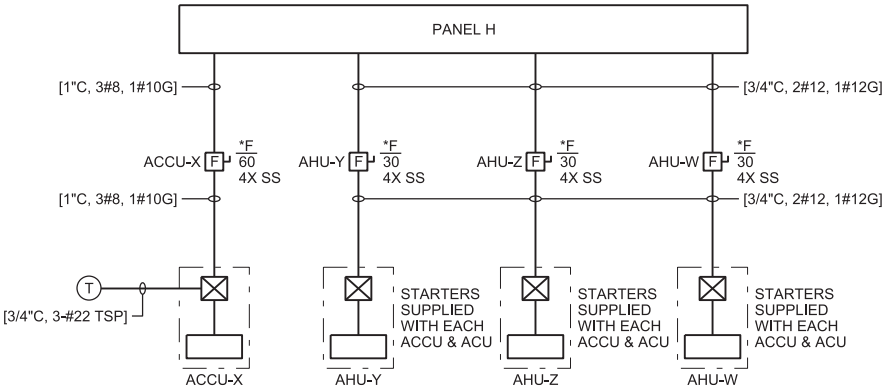 PANEL H
[1"C, 3#8, 1#10G]
[3/4"C, 2#12, 1#12G]
ACCU-X F *F
60
4X SS
AHU-Y F *F
30
4X SS
AHU-Z F *F
30
4X SS
AHU-W F *F
30
4X SS
[1"C, 3#8, 1#10G]
[3/4"C, 2#12, 1#12G]
T
[3/4"C, 3-#22 TSP]
STARTERS
SUPPLIED
WITH EACH
ACCU & ACU
STARTERS
SUPPLIED
WITH EACH
ACCU & ACU
STARTERS
SUPPLIED
WITH EACH
ACCU & ACU
ACCU-X
AHU-Y
AHU-Z
AHU-W